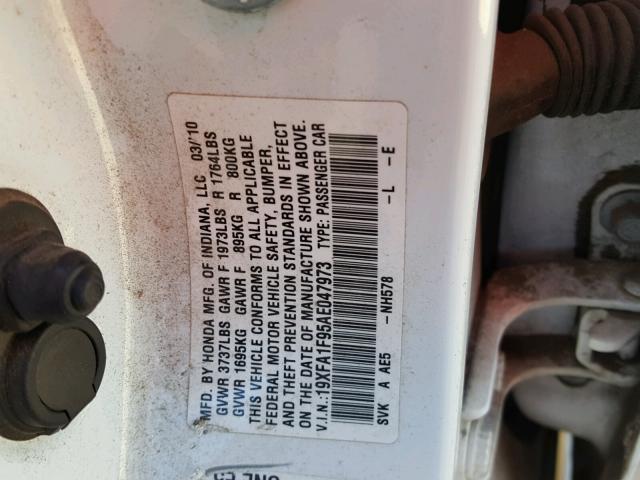 MFD. BY HONDA MFG. OF INDIANA, LLC 03/10
GVWR 3737LBS GAWR F 1973LBS R 1764LBS
GVWR 1695KG GAWR F 895KG R 800KG
THIS VEHICLE CONFORMS TO ALL APPLICABLE
FEDERAL MOTOR VEHICLE SAFETY, BUMPER,
AND THEFT PREVENTION STANDARDS IN EFFECT
ON THE DATE OF MANUFACTURE SHOWN ABOVE.
V.I.N.:19XFA1F95AE047973 TYPE: PASSENGER CAR
SVK A AE5 -NH578 -L -E